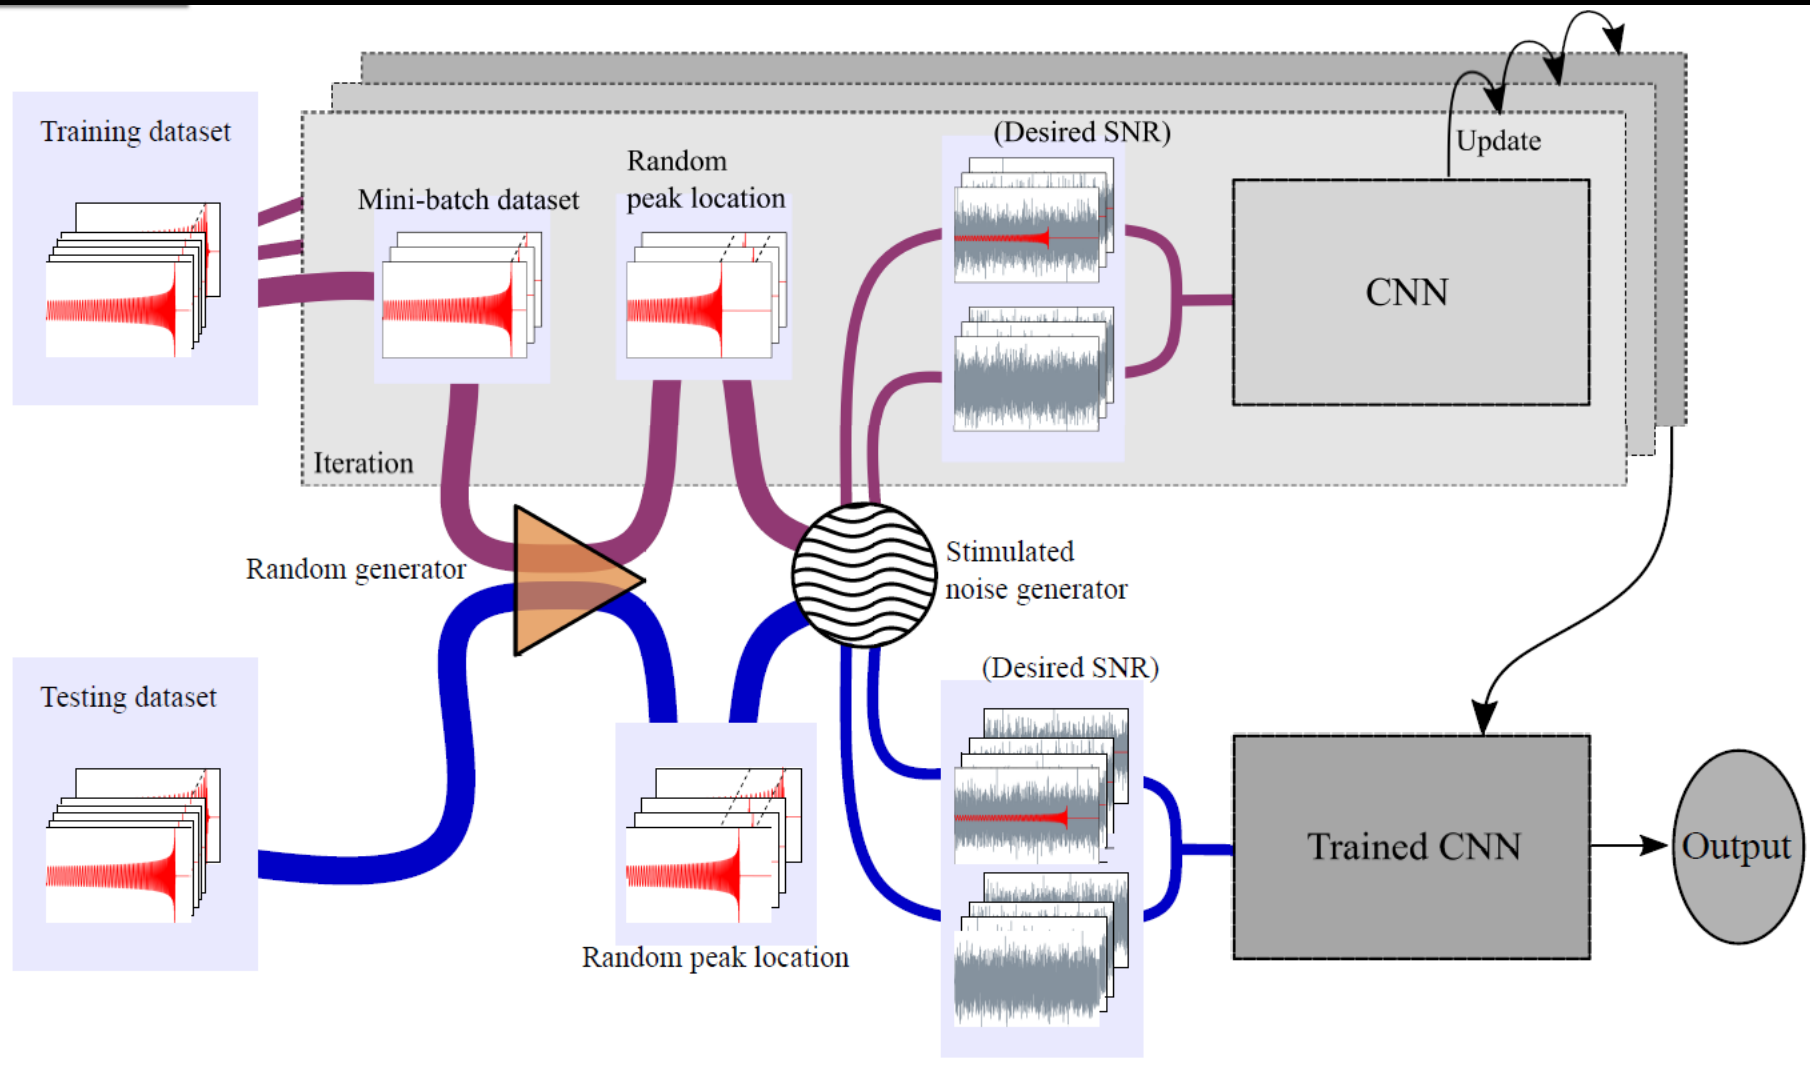 Training dataset
Mini-batch dataset
Random
peak location
(Desired SNR)
Update
CNN
Iteration
Random generator
Stimulated
noise generator
Testing dataset
(Desired SNR)
Random peak location
Trained CNN
Output